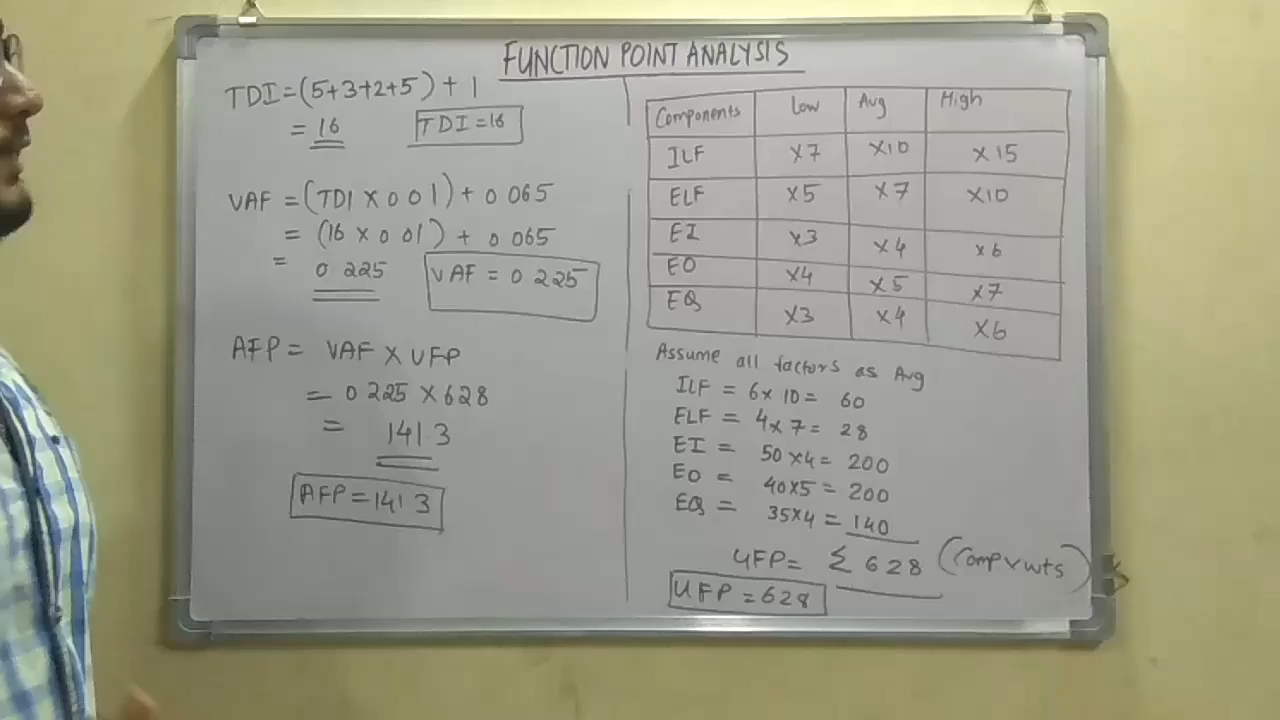 FUNCTION POINT ANALYSIS
TDI=(5+3+2+5) + 1
= 16 TDI=16
VAF = (TDI X 0 0 1) + 0 065
= (16 X 0 01) + 0 065
= 0 225 VAF = 0 225
AFP = VAF X UFP
= 0 225 X 628
= 141 3
AFP=141 3
Components Low Avg High
ILF X7 X10 X15
ELF X5 X7 X10
EI X3 X4 X6
EO X4 X5 X7
EQ X3 X4 X6
Assume all factors as Avg
ILF = 6x 10= 60
ELF = 4x 7= 28
EI = 50 x4= 200
EO = 40x5= 200
EQ = 35x4 = 140
UFP= Σ 628 (Comp x wts)
UFP=628